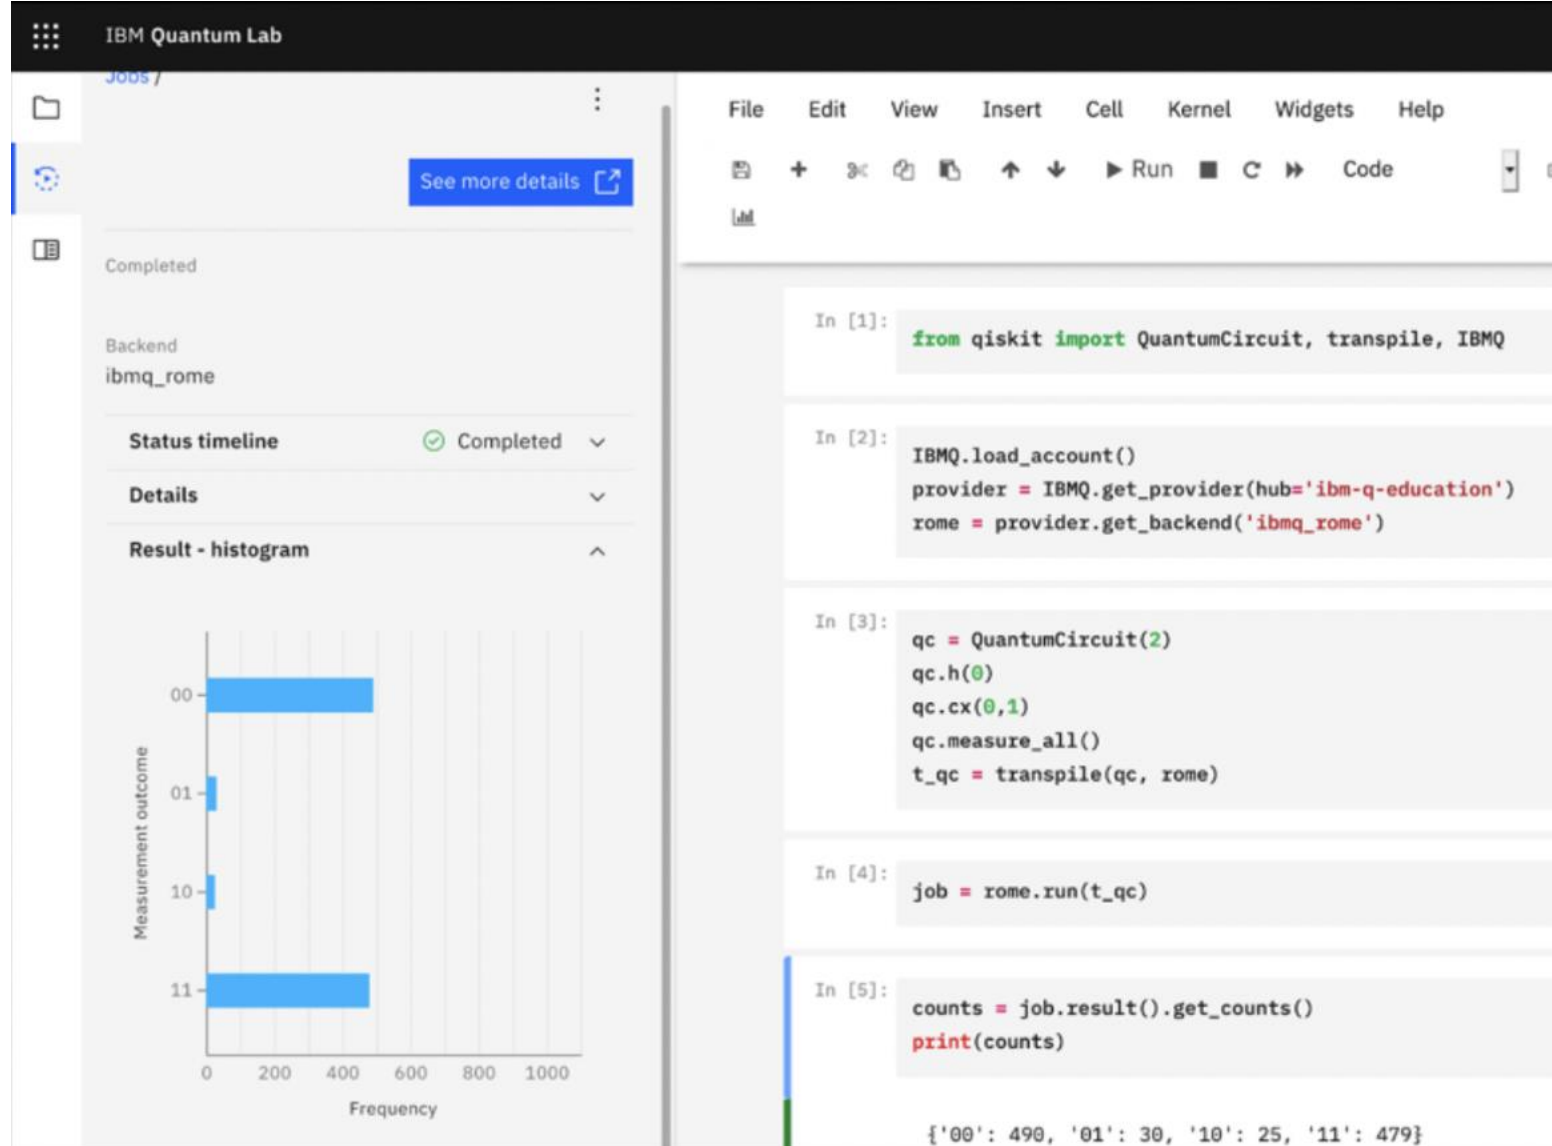 IBM Quantum Lab
Jobs /
See more details
Completed
Backend
ibmq_rome
Status timeline Completed
Details
Result - histogram
00
01
10
11
Measurement outcome
0 200 400 600 800 1000
Frequency
File Edit View Insert Cell Kernel Widgets Help
Run Code
In [1]:
from qiskit import QuantumCircuit, transpile, IBMQ
In [2]:
IBMQ.load_account()
provider = IBMQ.get_provider(hub='ibm-q-education')
rome = provider.get_backend('ibmq_rome')
In [3]:
qc = QuantumCircuit(2)
qc.h(0)
qc.cx(0,1)
qc.measure_all()
t_qc = transpile(qc, rome)
In [4]:
job = rome.run(t_qc)
In [5]:
counts = job.result().get_counts()
print(counts)
{'00': 490, '01': 30, '10': 25, '11': 479}